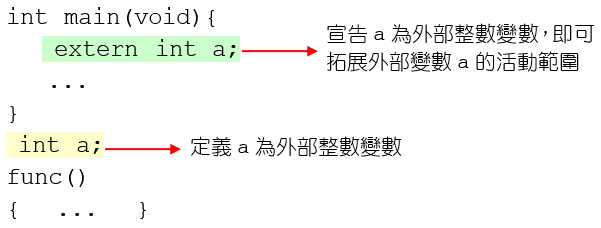 int main(void){
extern int a;
宣告 a 為外部整數變數，即可
拓展外部變數 a 的活動範圍
...
}
int a;
定義 a 為外部整數變數
func()
{ ... }